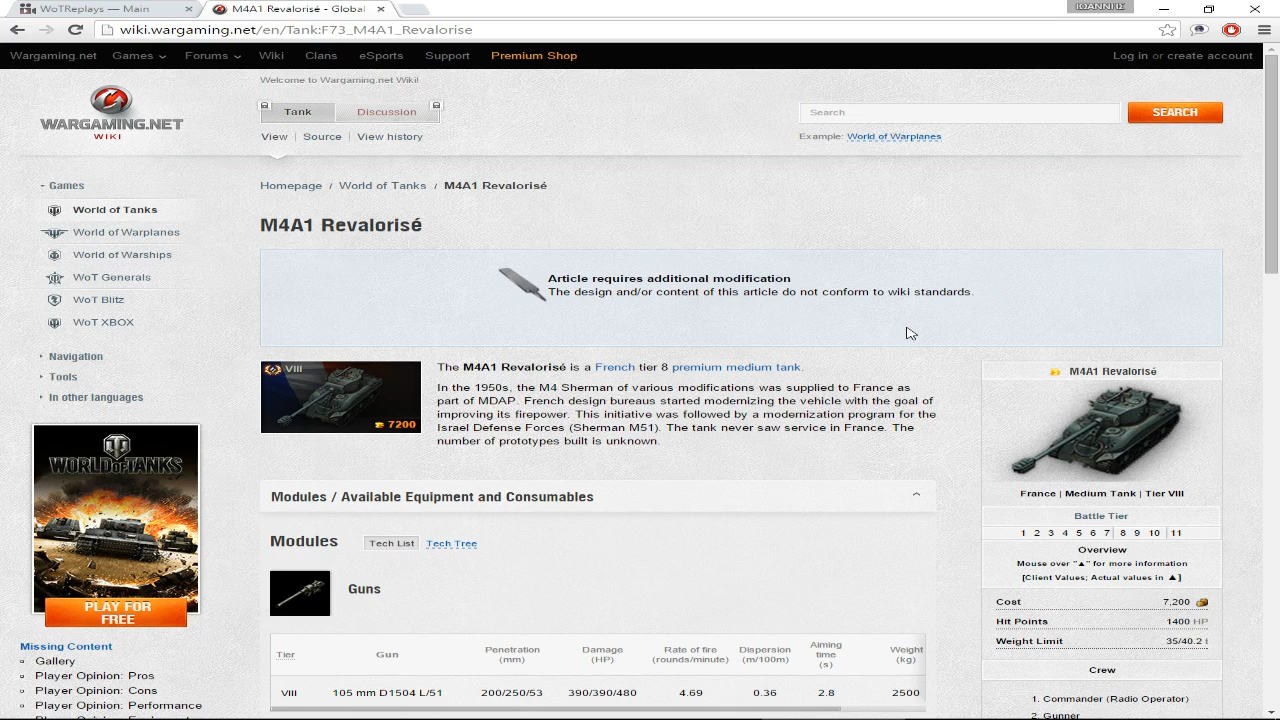 WoTReplays — Main
M4A1 Revalorisé - Global
IOANNIS
wiki.wargaming.net/en/Tank:F73_M4A1_Revalorise
Wargaming.net Games Forums Wiki Clans eSports Support Premium Shop Log in or create account
Welcome to Wargaming.net Wiki!
Tank Discussion
View Source View history
Search
SEARCH
Example: World of Warplanes
WARGAMING.NET
WIKI
Games
World of Tanks
World of Warplanes
World of Warships
WoT Generals
WoT Blitz
WoT XBOX
Navigation
Tools
In other languages
WORLD OF TANKS
PLAY FOR
FREE
Missing Content
Gallery
Player Opinion: Pros
Player Opinion: Cons
Player Opinion: Performance
Homepage / World of Tanks / M4A1 Revalorisé
M4A1 Revalorisé
Article requires additional modification
The design and/or content of this article do not conform to wiki standards.
VIII
7200
The M4A1 Revalorisé is a French tier 8 premium medium tank.
In the 1950s, the M4 Sherman of various modifications was supplied to France as
part of MDAP. French design bureaus started modernizing the vehicle with the goal of
improving its firepower. This initiative was followed by a modernization program for the
Israel Defense Forces (Sherman M51). The tank never saw service in France. The
number of prototypes built is unknown.
Modules / Available Equipment and Consumables
Modules Tech List Tech Tree
Guns
Tier Gun Penetration (mm) Damage (HP) Rate of fire (rounds/minute) Dispersion (m/100m) Aiming time (s) Weight (kg)
VIII 105 mm D1504 L/51 200/250/53 390/390/480 4.69 0.36 2.8 2500
M4A1 Revalorisé
France | Medium Tank | Tier VIII
Battle Tier
1 2 3 4 5 6 7 8 9 10 11
Overview
Mouse over "▲" for more information
[Client Values; Actual values in ▲]
Cost 7,200
Hit Points 1400 HP
Weight Limit 35/40.2 t
Crew
1. Commander (Radio Operator)
2. Gunner